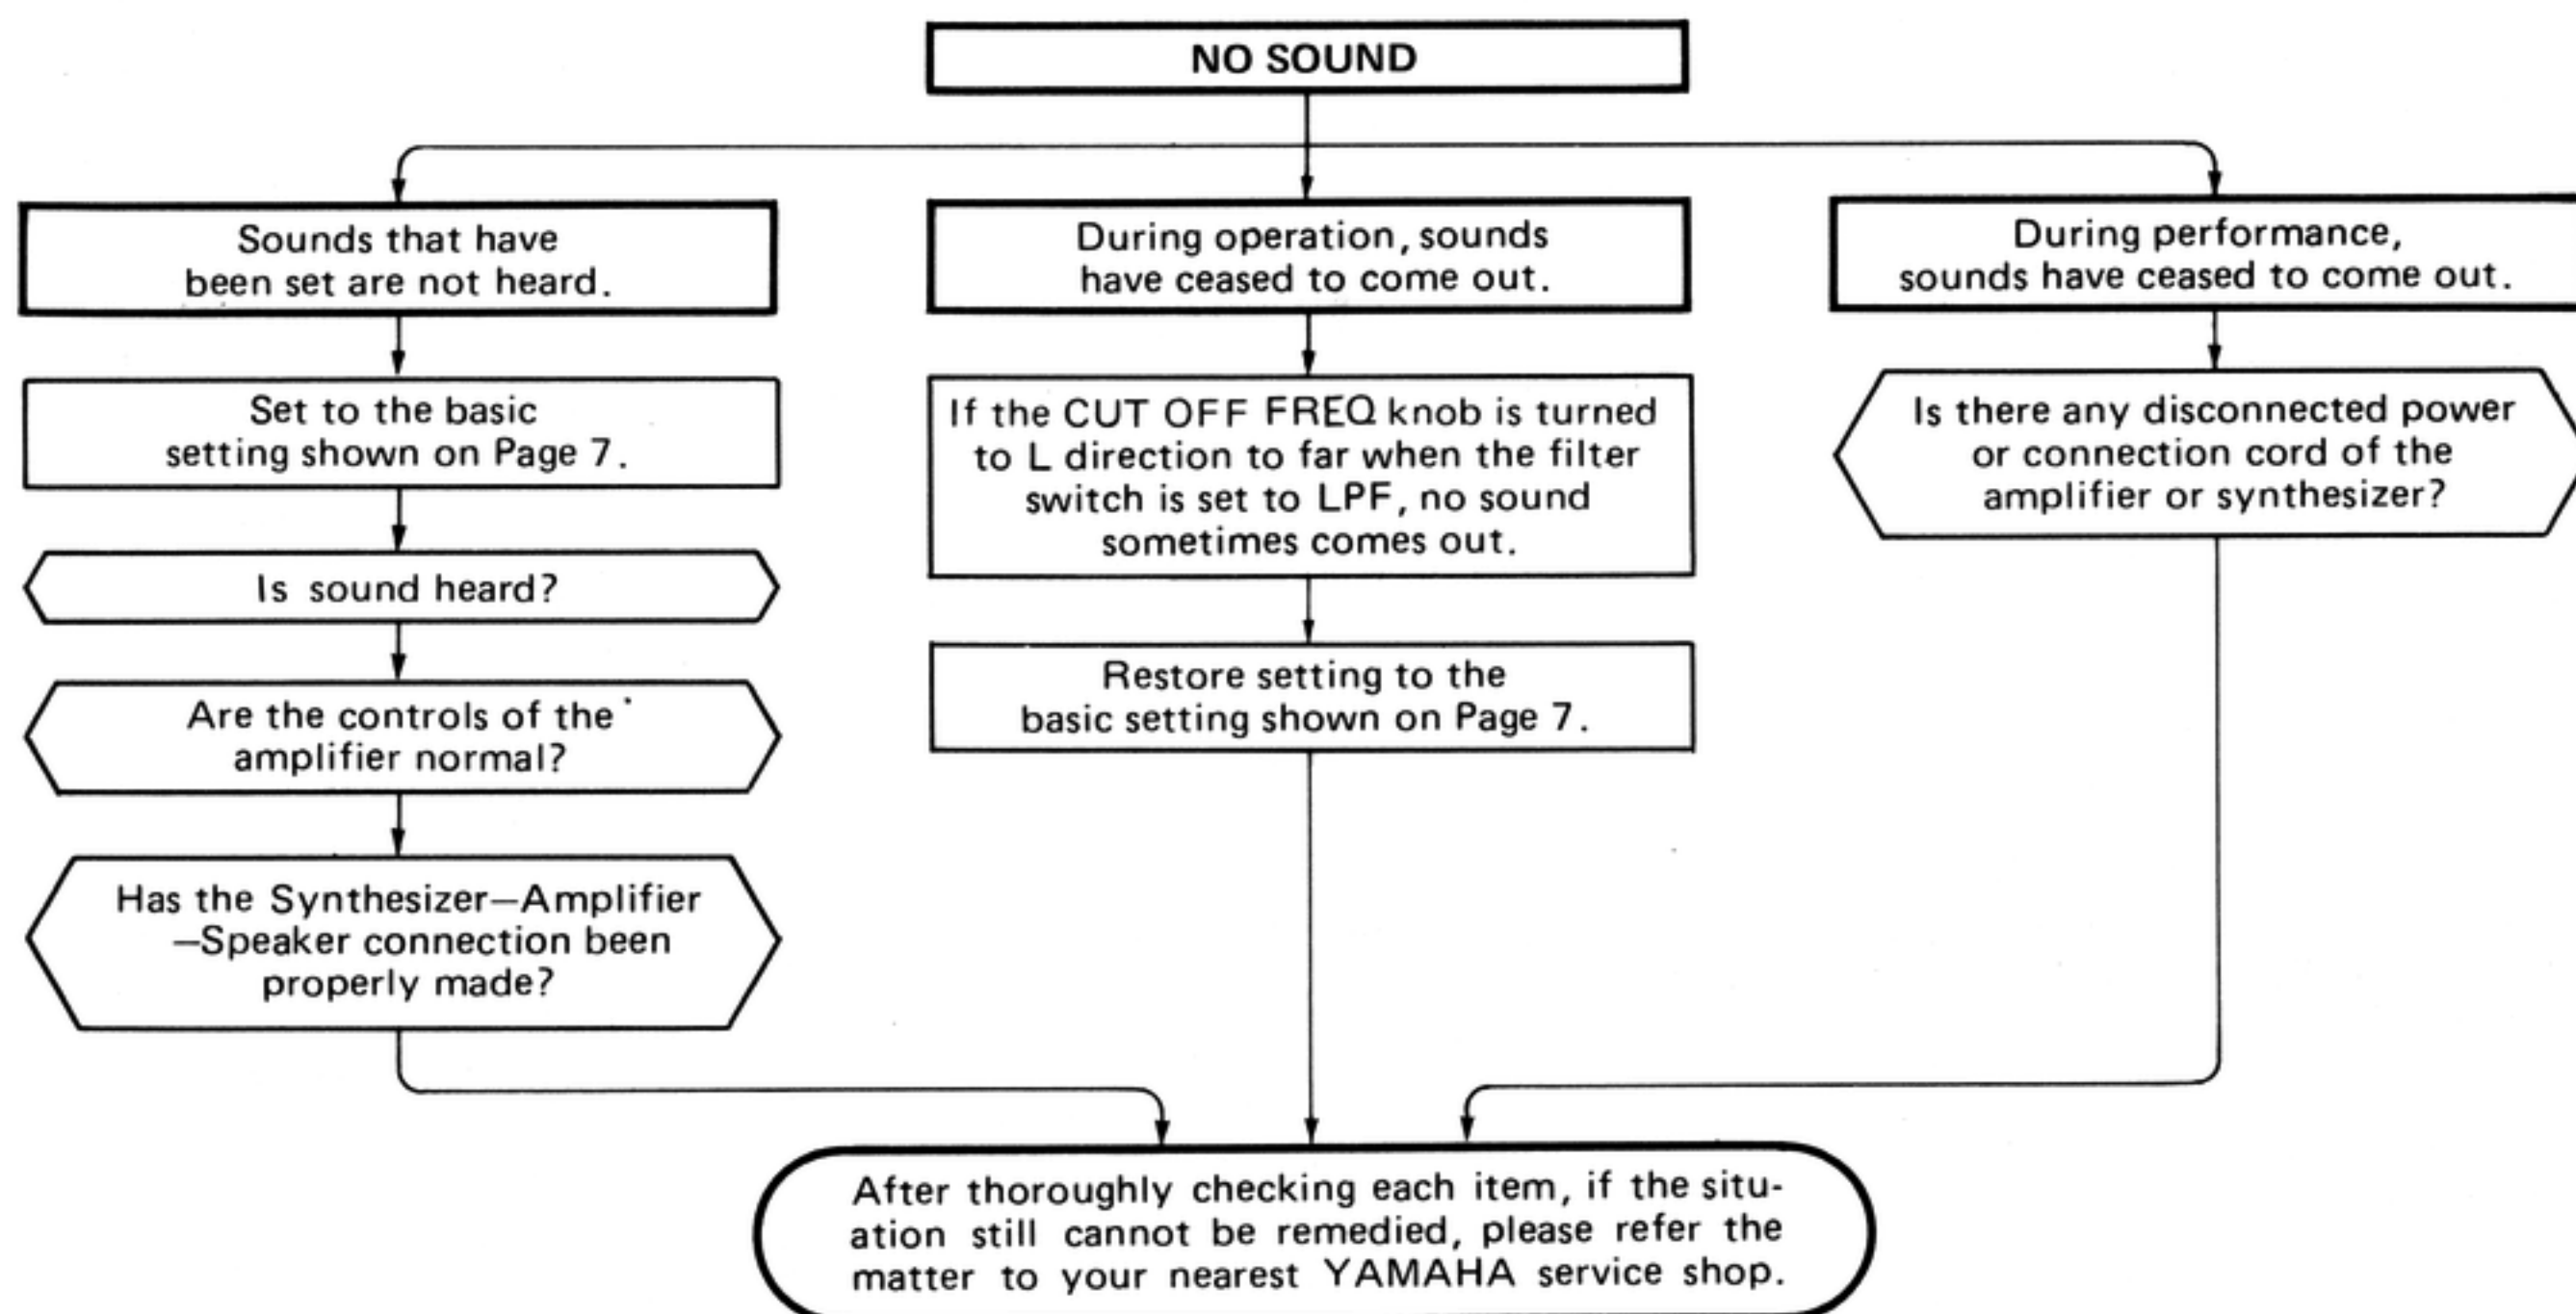 NO SOUND
Sounds that have
been set are not heard.
Set to the basic
setting shown on Page 7.
Is sound heard?
Are the controls of the
amplifier normal?
Has the Synthesizer—Amplifier
—Speaker connection been
properly made?
During operation, sounds
have ceased to come out.
If the CUT OFF FREQ knob is turned
to L direction to far when the filter
switch is set to LPF, no sound
sometimes comes out.
Restore setting to the
basic setting shown on Page 7.
During performance,
sounds have ceased to come out.
Is there any disconnected power
or connection cord of the
amplifier or synthesizer?
After thoroughly checking each item, if the situ-
ation still cannot be remedied, please refer the
matter to your nearest YAMAHA service shop.